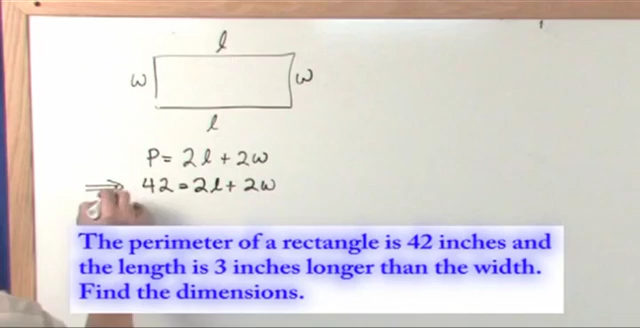 l
w w
l
P = 2l + 2w
⇒ 42 = 2l + 2w
The perimeter of a rectangle is 42 inches and
the length is 3 inches longer than the width.
Find the dimensions.